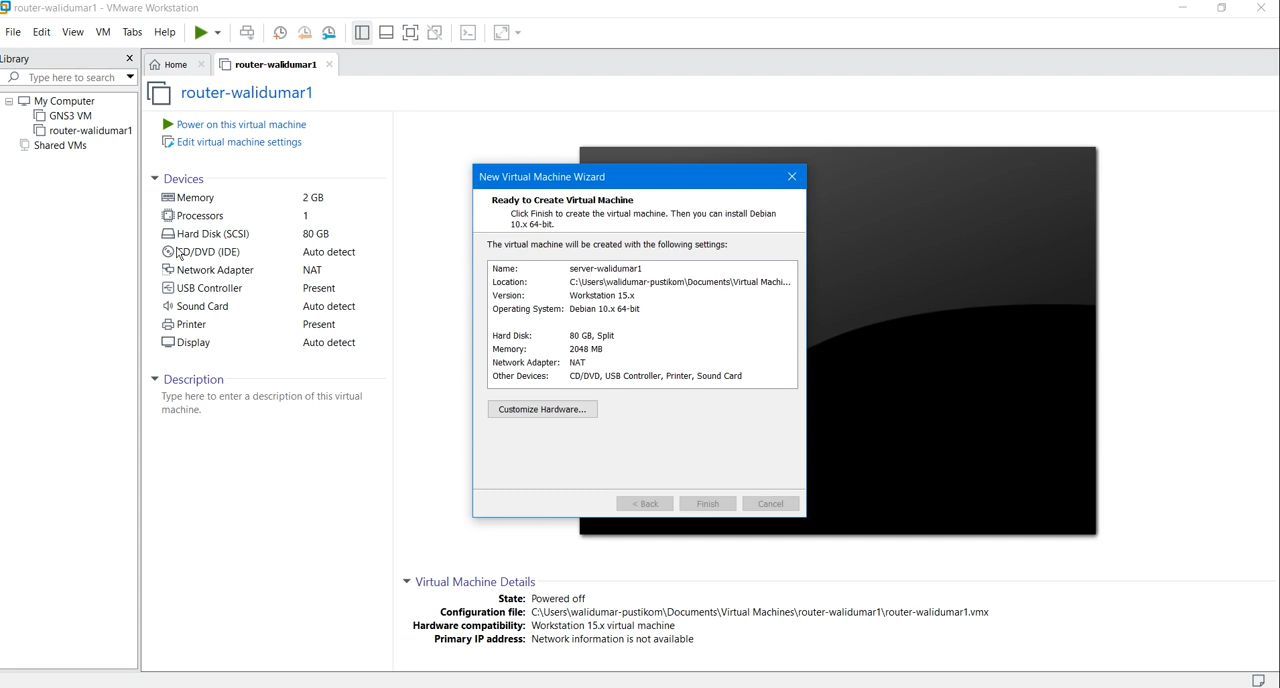 router-walidumar1 - VMware Workstation
File Edit View VM Tabs Help
Library
Type here to search
My Computer
GNS3 VM
router-walidumar1
Shared VMs
Home
router-walidumar1
router-walidumar1
Power on this virtual machine
Edit virtual machine settings
Devices
Memory 2 GB
Processors 1
Hard Disk (SCSI) 80 GB
CD/DVD (IDE) Auto detect
Network Adapter NAT
USB Controller Present
Sound Card Auto detect
Printer Present
Display Auto detect
Description
Type here to enter a description of this virtual
machine.
New Virtual Machine Wizard
Ready to Create Virtual Machine
Click Finish to create the virtual machine. Then you can install Debian
10.x 64-bit.
The virtual machine will be created with the following settings:
Name: server-walidumar1
Location: C:\Users\walidumar-pustikom\Documents\Virtual Machi...
Version: Workstation 15.x
Operating System: Debian 10.x 64-bit
Hard Disk: 80 GB, Split
Memory: 2048 MB
Network Adapter: NAT
Other Devices: CD/DVD, USB Controller, Printer, Sound Card
Customize Hardware...
< Back Finish Cancel
Virtual Machine Details
State: Powered off
Configuration file: C:\Users\walidumar-pustikom\Documents\Virtual Machines\router-walidumar1\router-walidumar1.vmx
Hardware compatibility: Workstation 15.x virtual machine
Primary IP address: Network information is not available